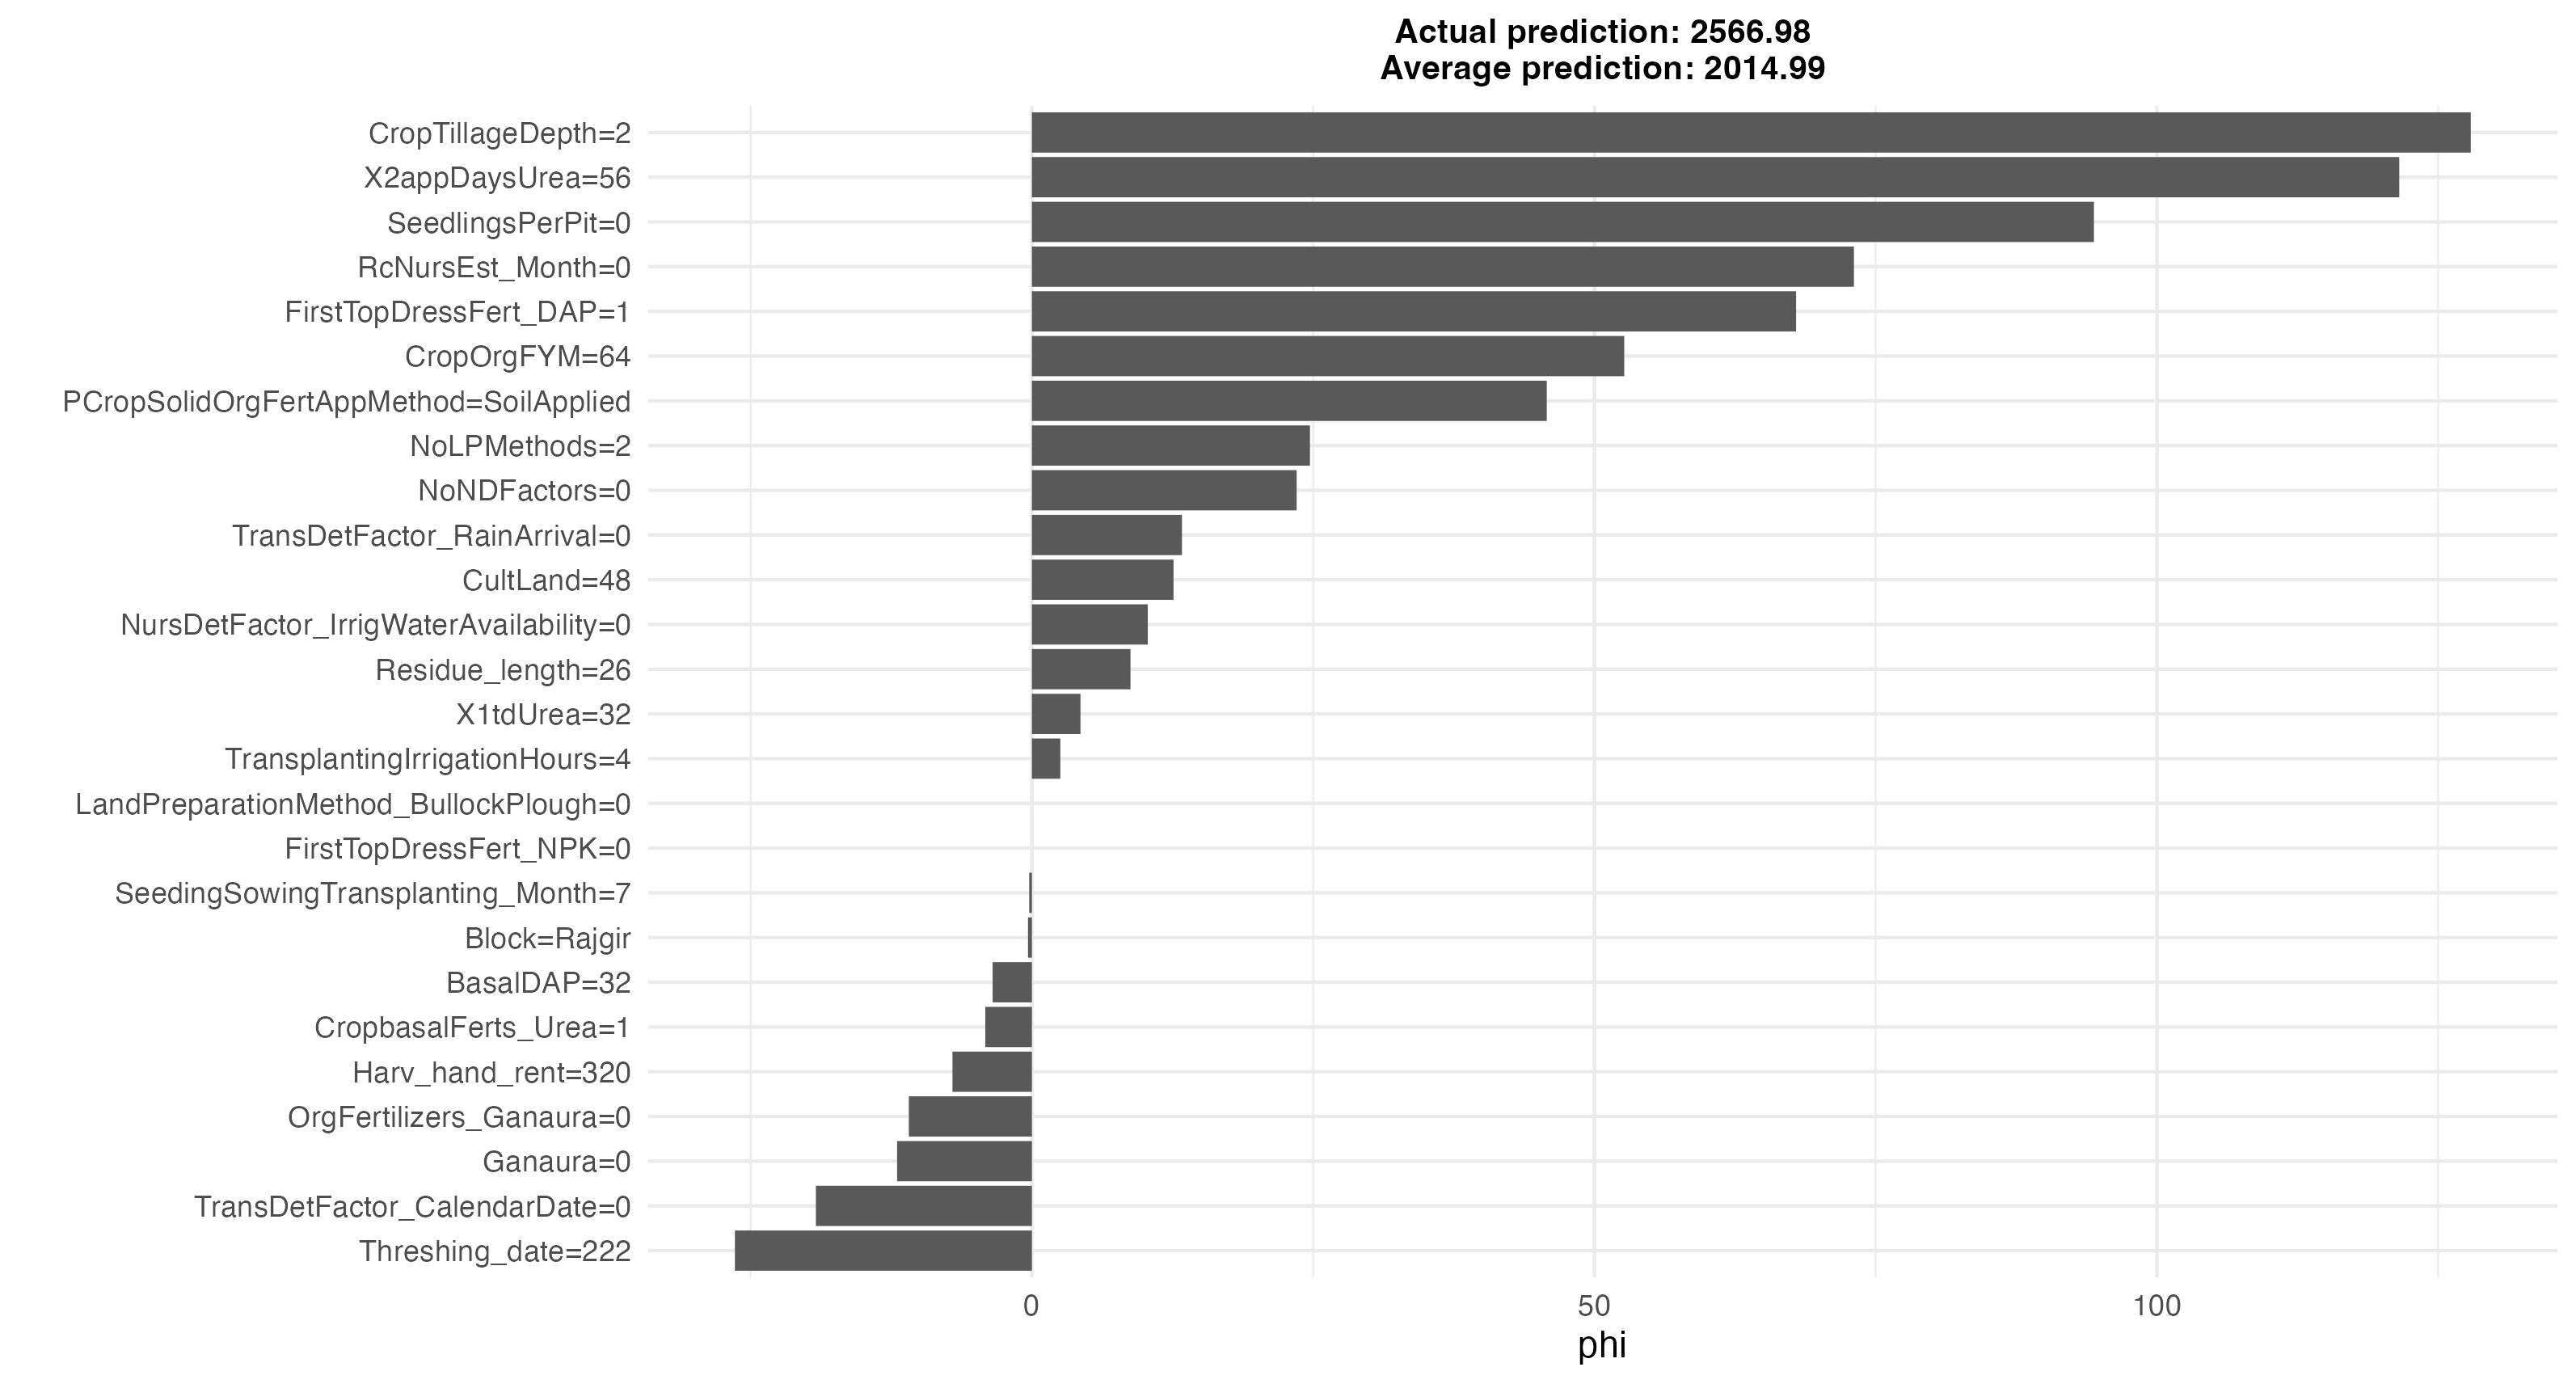 Actual prediction: 2566.98
Average prediction: 2014.99
CropTillageDepth=2
X2appDaysUrea=56
SeedlingsPerPit=0
RcNursEst_Month=0
FirstTopDressFert_DAP=1
CropOrgFYM=64
PCropSolidOrgFertAppMethod=SoilApplied
NoLPMethods=2
NoNDFactors=0
TransDetFactor_RainArrival=0
CultLand=48
NursDetFactor_IrrigWaterAvailability=0
Residue_length=26
X1tdUrea=32
TransplantingIrrigationHours=4
LandPreparationMethod_BullockPlough=0
FirstTopDressFert_NPK=0
SeedingSowingTransplanting_Month=7
Block=Rajgir
BasalDAP=32
CropbasalFerts_Urea=1
Harv_hand_rent=320
OrgFertilizers_Ganaura=0
Ganaura=0
TransDetFactor_CalendarDate=0
Threshing_date=222
0 50 100
phi